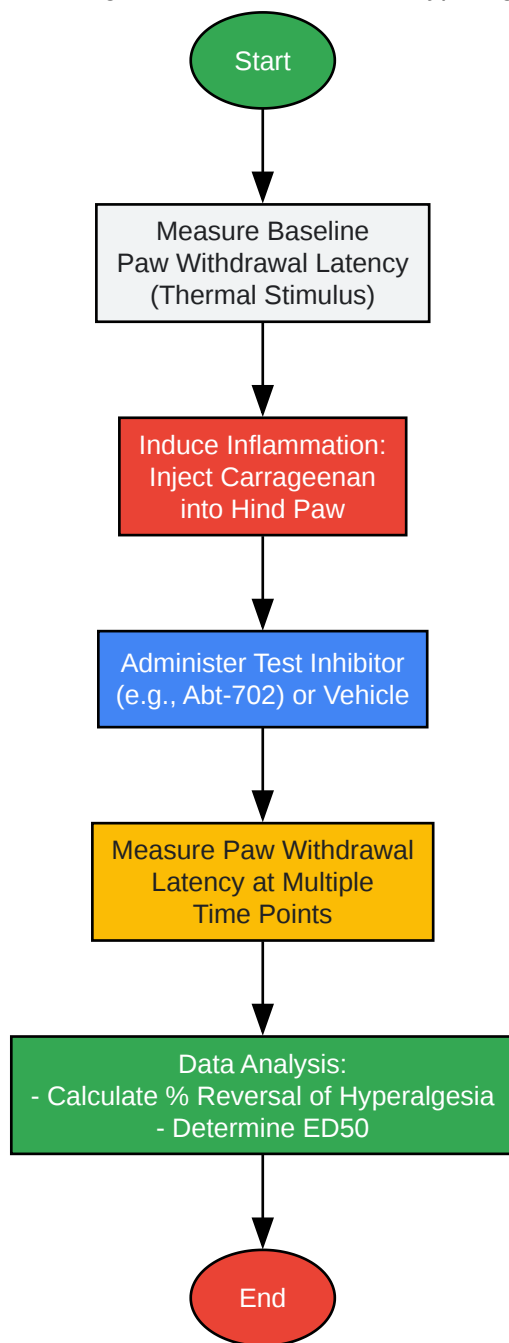 Start
Measure Baseline
Paw Withdrawal Latency
(Thermal Stimulus)
Induce Inflammation:
Inject Carrageenan
into Hind Paw
Administer Test Inhibitor
(e.g., Abt-702) or Vehicle
Measure Paw Withdrawal
Latency at Multiple
Time Points
Data Analysis:
- Calculate % Reversal of Hyperalgesia
- Determine ED50
End